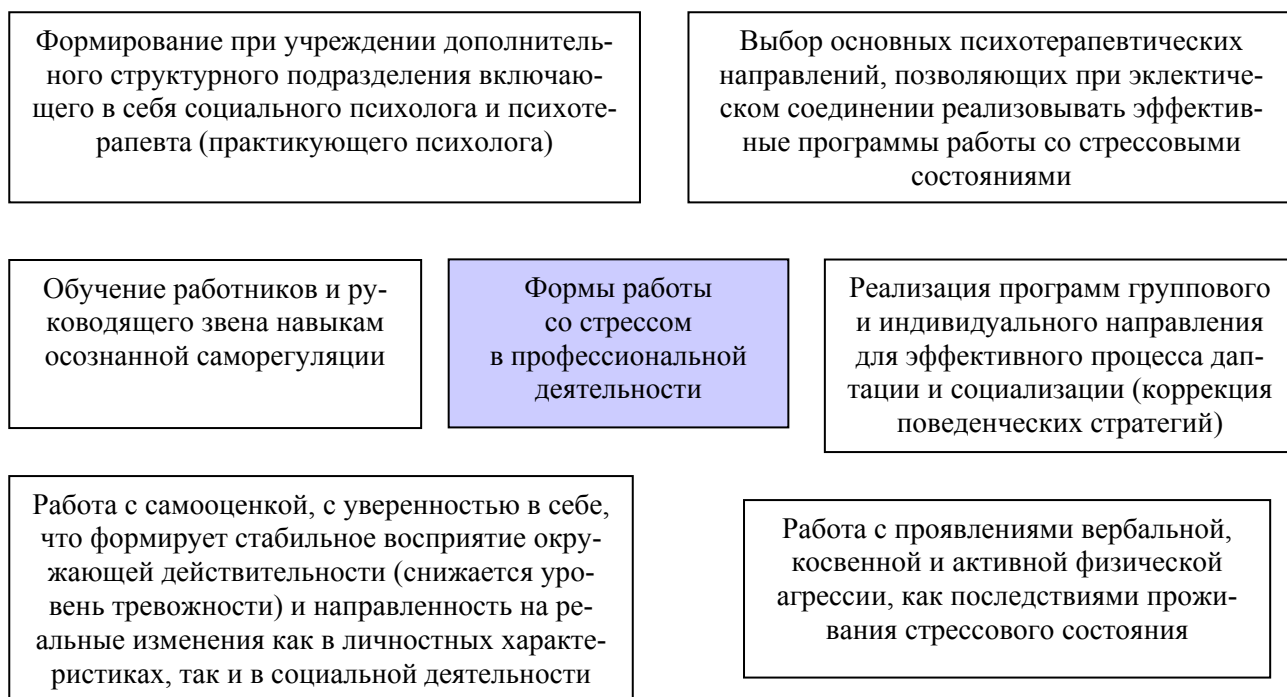 Формирование при учреждении дополнитель-
ного структурного подразделения включаю-
щего в себя социального психолога и психоте-
рапевта (практикующего психолога)
Выбор основных психотерапевтических
направлений, позволяющих при эклектиче-
ском соединении реализовывать эффектив-
ные программы работы со стрессовыми
состояниями
Обучение работников и ру-
ководящего звена навыкам
осознанной саморегуляции
Формы работы
со стрессом
в профессиональной
деятельности
Реализация программ группового
и индивидуального направления
для эффективного процесса дап-
тации и социализации (коррекция
поведенческих стратегий)
Работа с самооценкой, с уверенностью в себе,
что формирует стабильное восприятие окру-
жающей действительности (снижается уро-
вень тревожности) и направленность на ре-
альные изменения как в личностных характе-
ристиках, так и в социальной деятельности
Работа с проявлениями вербальной,
косвенной и активной физической
агрессии, как последствиями прожи-
вания стрессового состояния